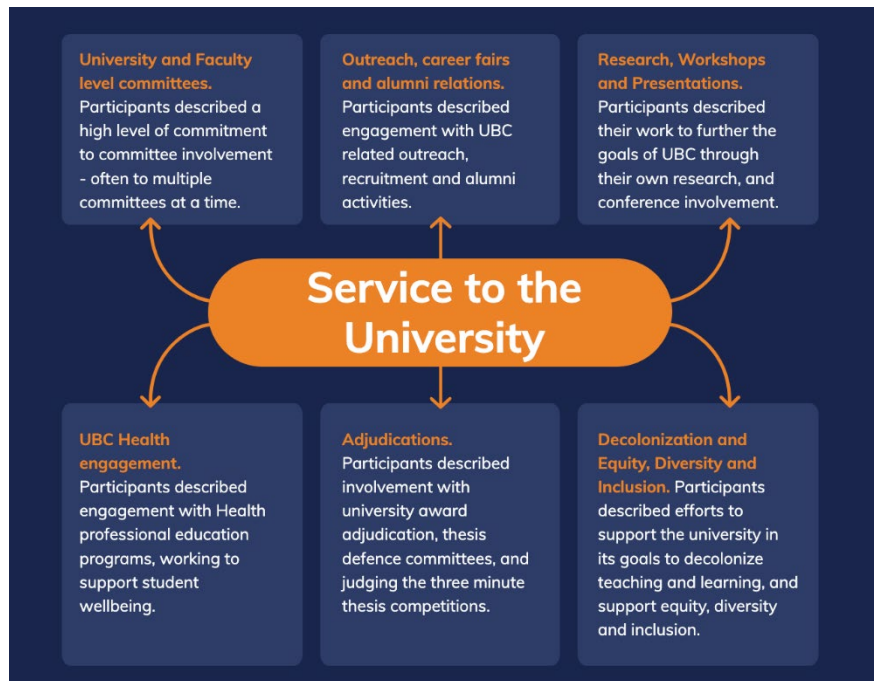 University and Faculty
level committees.
Participants described a
high level of commitment
to committee involvement
- often to multiple
committees at a time.
Outreach, career fairs
and alumni relations.
Participants described
engagement with UBC
related outreach,
recruitment and alumni
activities.
Research, Workshops
and Presentations.
Participants described
their work to further the
goals of UBC through
their own research, and
conference involvement.
Service to the
University
UBC Health
engagement.
Participants described
engagement with Health
professional education
programs, working to
support student
wellbeing.
Adjudications.
Participants described
involvement with
university award
adjudication, thesis
defence committees, and
judging the three minute
thesis competitions.
Decolonization and
Equity, Diversity and
Inclusion. Participants
described efforts to
support the university in
its goals to decolonize
teaching and learning, and
support equity, diversity
and inclusion.